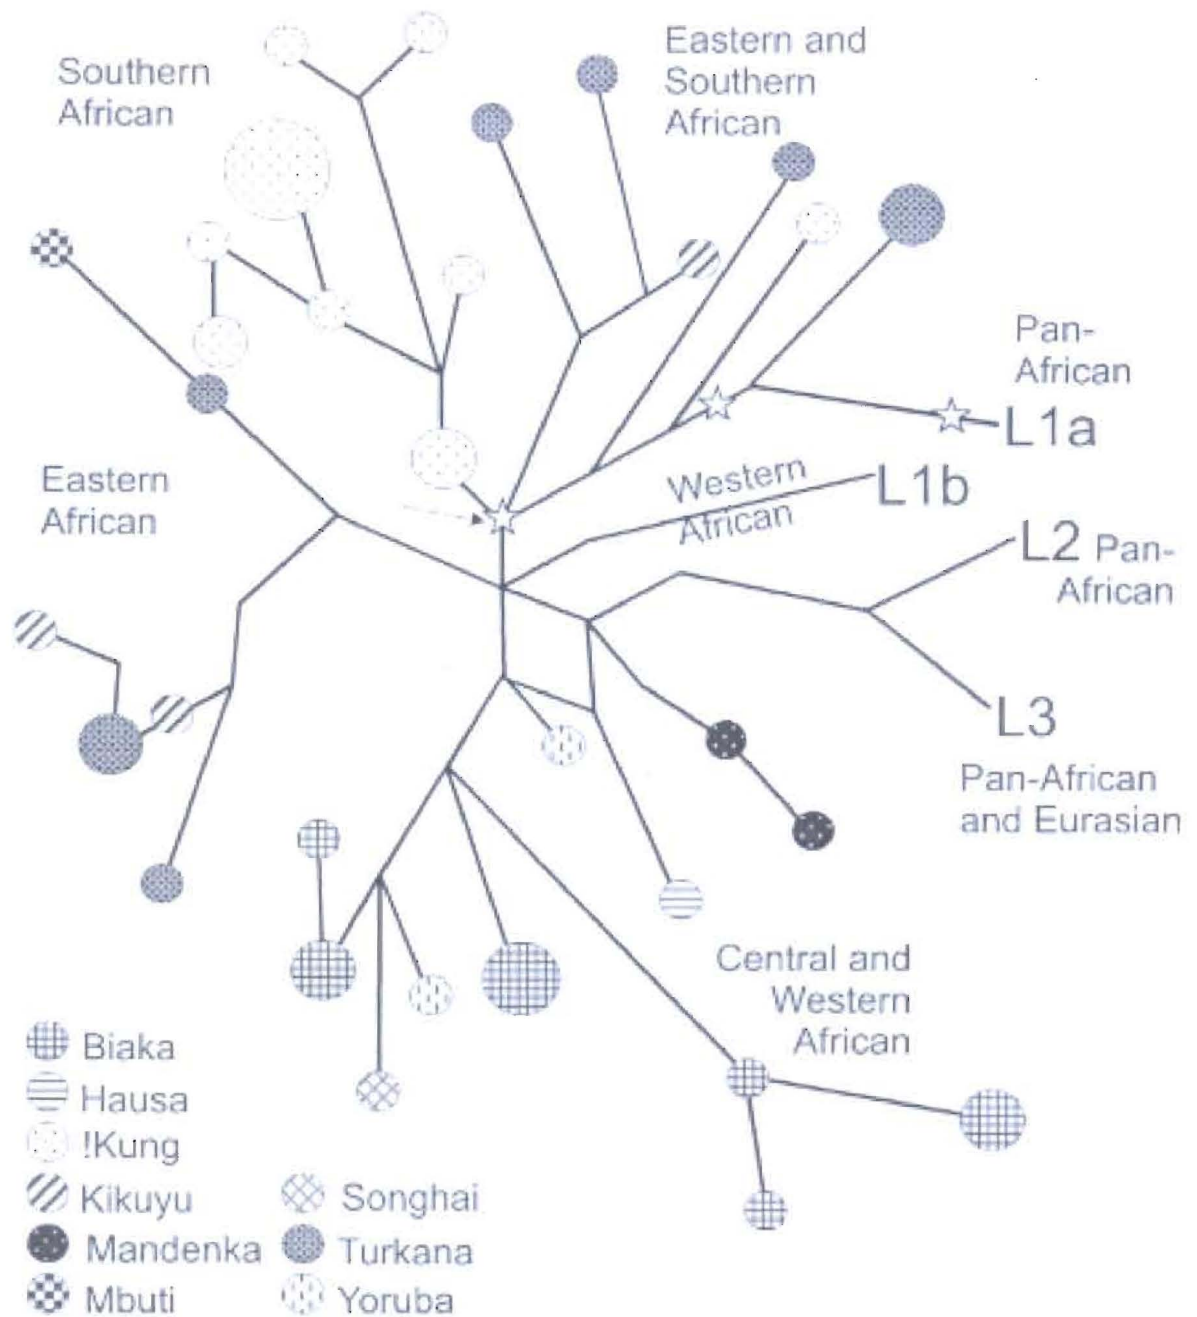 Southern
African
Eastern and
Southern
African
Pan-
African
L1a
Western
African
L1b
Eastern
African
L2 Pan-
African
L3
Pan-African
and Eurasian
Central and
Western
African
Biaka
Hausa
!Kung
Kikuyu
Mandenka
Mbuti
Songhai
Turkana
Yoruba